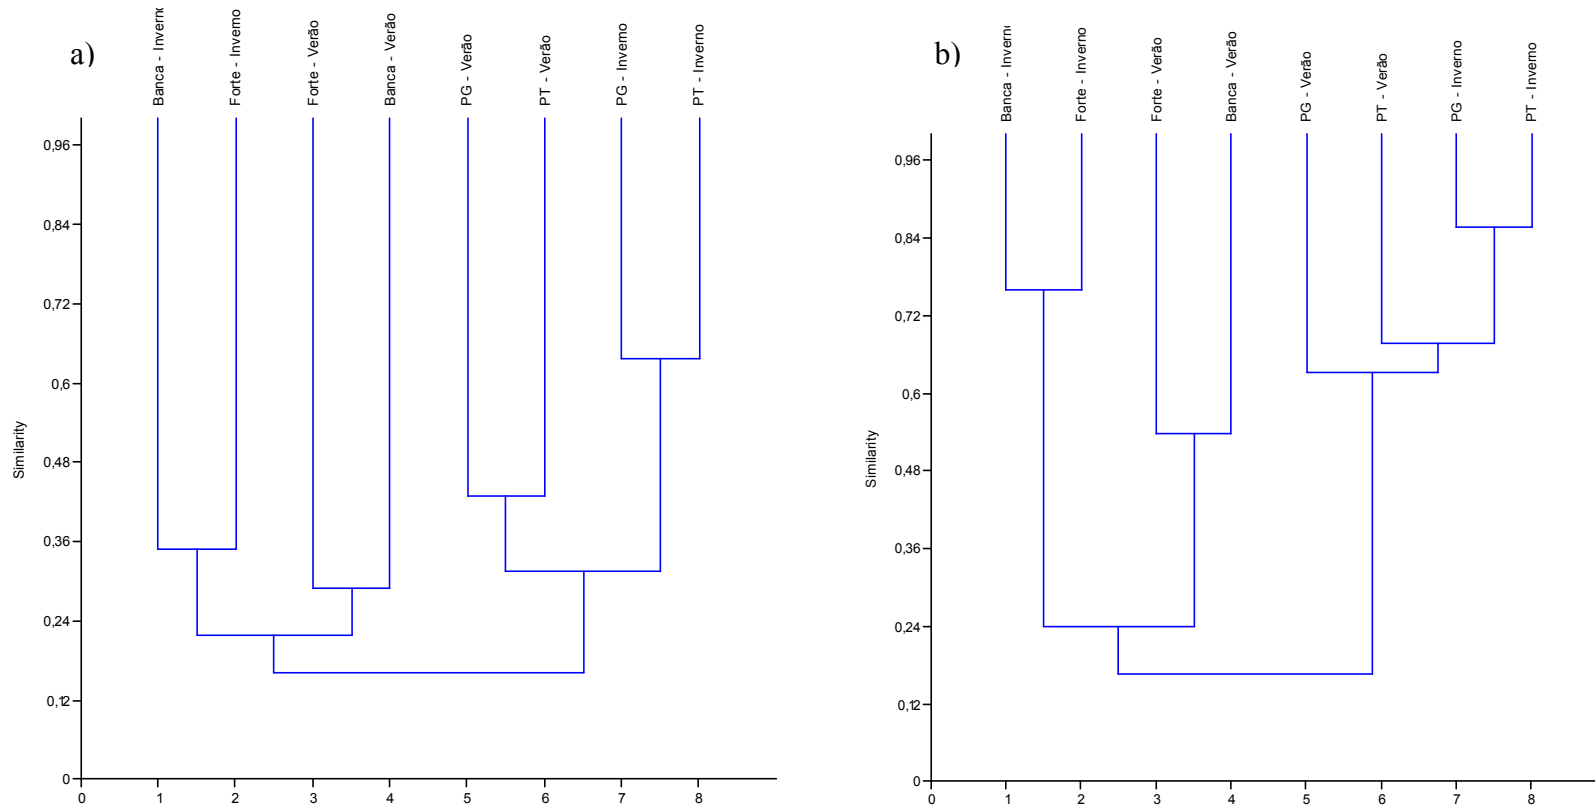 a)
Banca - Invern
Forte - Inverno
Forte - Verão
Banca - Verão
PG - Verão
PT - Verão
PG - Inverno
PT - Inverno
0,96
0,84
0,72
0,6
0,48
0,36
0,24
0,12
0
Similarity
0 1 2 3 4 5 6 7 8
b)
Banca - Invern
Forte - Inverno
Forte - Verão
Banca - Verão
PG - Verão
PT - Verão
PG - Inverno
PT - Inverno
0,96
0,84
0,72
0,6
0,48
0,36
0,24
0,12
0
Similarity
0 1 2 3 4 5 6 7 8